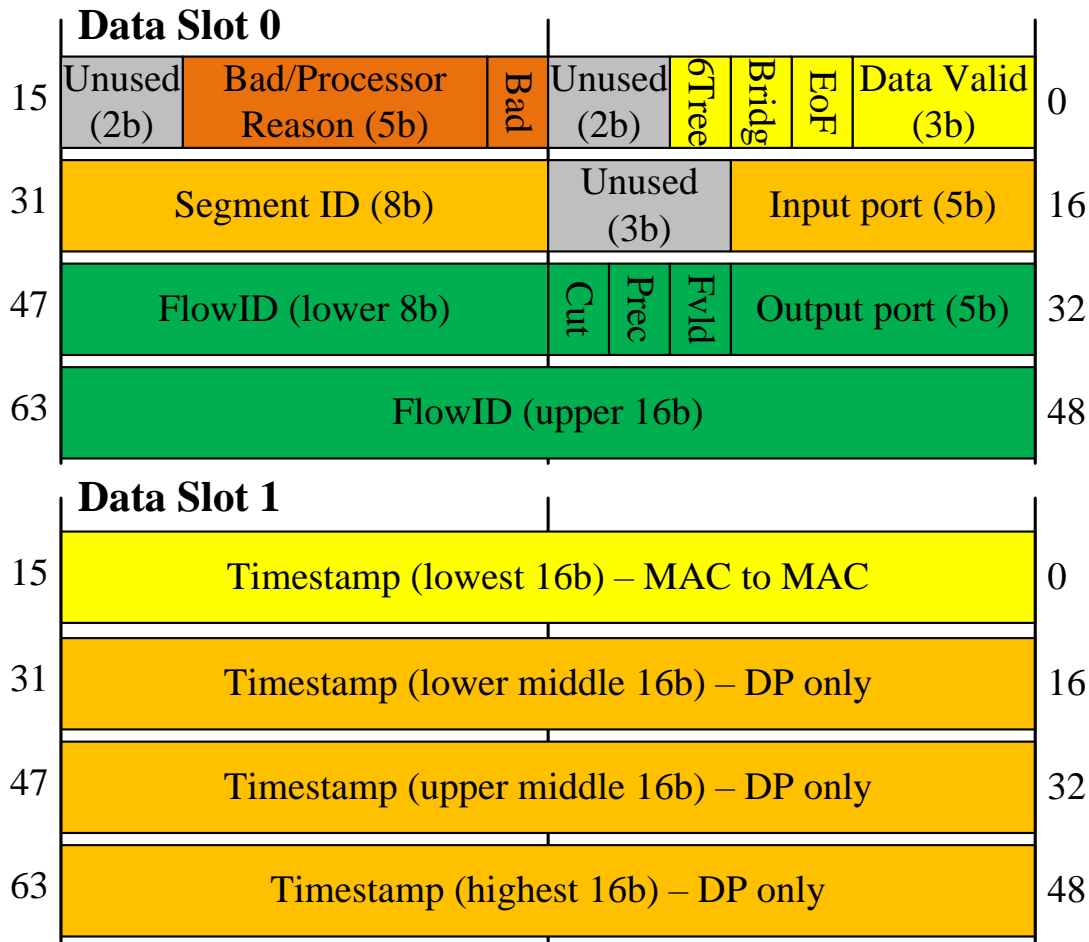 Data Slot 0
15
Unused
(2b)
Bad/Processor
Reason (5b)
Bad
Unused
(2b)
6Tree
Bridg
EoF
Data Valid
(3b)
0
31
Segment ID (8b)
Unused
(3b)
Input port (5b)
16
47
FlowID (lower 8b)
Cut
Prec
Fvld
Output port (5b)
32
63
FlowID (upper 16b)
48
Data Slot 1
15
Timestamp (lowest 16b) – MAC to MAC
0
31
Timestamp (lower middle 16b) – DP only
16
47
Timestamp (upper middle 16b) – DP only
32
63
Timestamp (highest 16b) – DP only
48